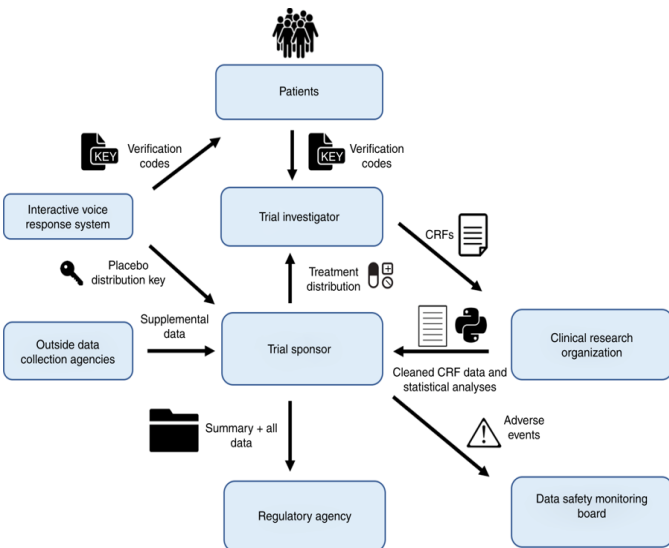 Patients
KEY
Verification
codes
KEY
Verification
codes
Interactive voice
response system
Trial investigator
CRFs
Placebo
distribution key
Treatment
distribution
Supplemental
data
Outside data
collection agencies
Trial sponsor
Clinical research
organization
Cleaned CRF data and
statistical analyses
Summary + all
data
Adverse
events
Regulatory agency
Data safety monitoring
board